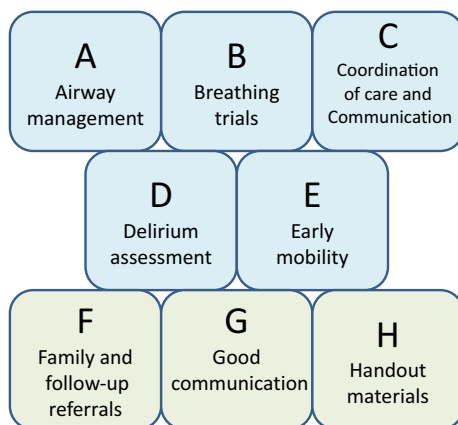 A
Airway
management
B
Breathing
trials
C
Coordination
of care and
Communication
D
Delirium
assessment
E
Early
mobility
F
Family and
follow-up
referrals
G
Good
communication
H
Handout
materials